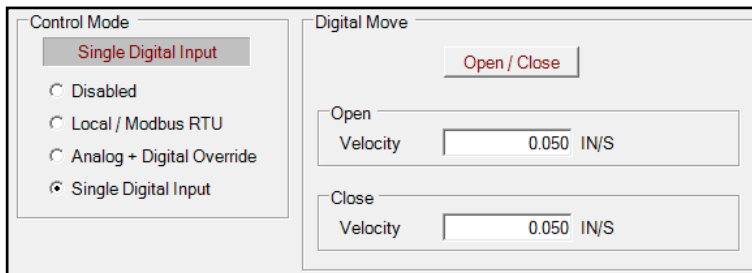 Control Mode
Single Digital Input
Disabled
Local / Modbus RTU
Analog + Digital Override
Single Digital Input
Digital Move
Open / Close
Open
Velocity 0.050 IN/S
Close
Velocity 0.050 IN/S